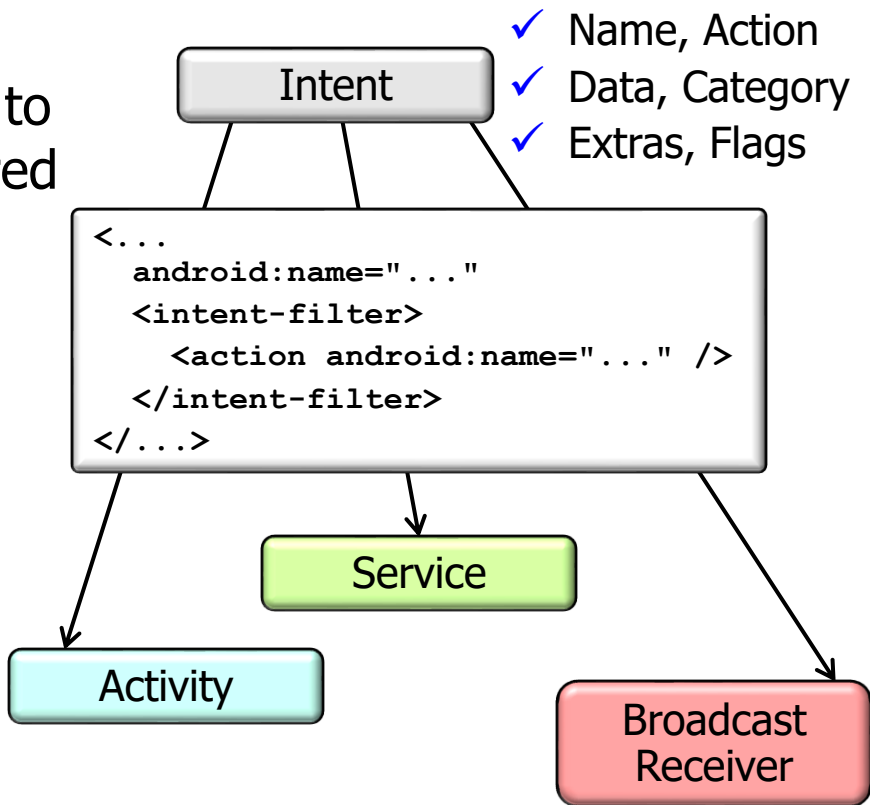 Intent
✓ Name, Action
✓ Data, Category
✓ Extras, Flags
to
<...
  android:name="..."
  <intent-filter>
    <action android:name="..." />
  </intent-filter>
</...>
Service
Activity
Broadcast
Receiver